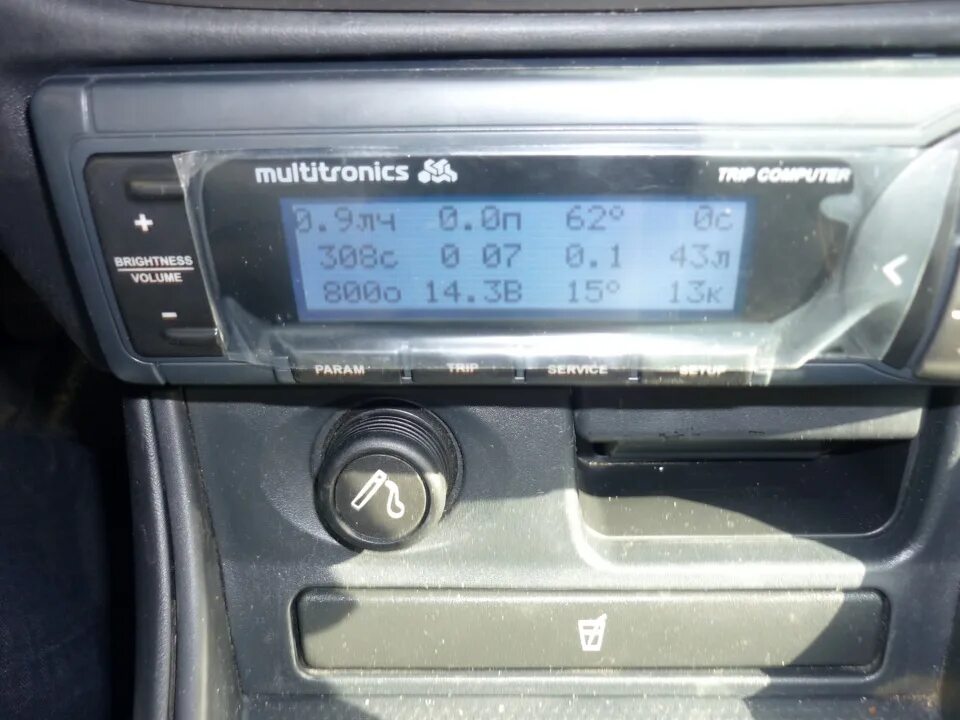 multitronics
TRIP COMPUTER
+
BRIGHTNESS
VOLUME
-
0.9лч 0.0п 62° 0с
308с 0 07 0.1 43л
800о 14.3В 15° 13к
<
PARAM TRIP SERVICE SETUP